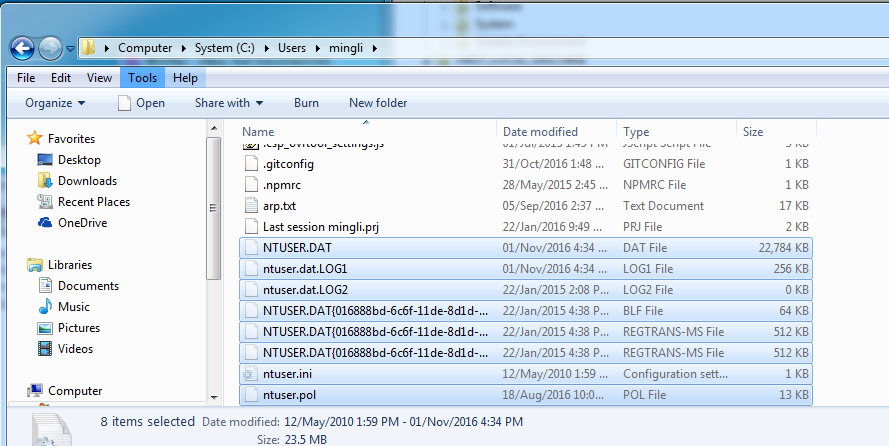 Computer System (C:) Users mingli
File Edit View Tools Help
Organize Open Share with Burn New folder
Favorites
Desktop
Downloads
Recent Places
OneDrive
Libraries
Documents
Music
Pictures
Videos
Computer
Name Date modified Type Size
.gitconfig 31/Oct/2016 1:48 ... GITCONFIG File 1 KB
.npmrc 28/May/2015 2:45 ... NPMRC File 1 KB
arp.txt 05/Sep/2016 2:37 ... Text Document 17 KB
Last session mingli.prj 22/Jan/2016 9:49 ... PRJ File 2 KB
NTUSER.DAT 01/Nov/2016 4:34 ... DAT File 22,784 KB
ntuser.dat.LOG1 01/Nov/2016 4:34 ... LOG1 File 256 KB
ntuser.dat.LOG2 22/Jan/2015 2:08 P... LOG2 File 0 KB
NTUSER.DAT{016888bd-6c6f-11de-8d1d-... 22/Jan/2015 4:38 P... BLF File 64 KB
NTUSER.DAT{016888bd-6c6f-11de-8d1d-... 22/Jan/2015 4:38 P... REGTRANS-MS File 512 KB
NTUSER.DAT{016888bd-6c6f-11de-8d1d-... 22/Jan/2015 4:38 P... REGTRANS-MS File 512 KB
ntuser.ini 12/May/2010 1:59 ... Configuration sett... 1 KB
ntuser.pol 18/Aug/2016 10:0... POL File 13 KB
8 items selected Date modified: 12/May/2010 1:59 PM - 01/Nov/2016 4:34 PM
Size: 23.5 MB